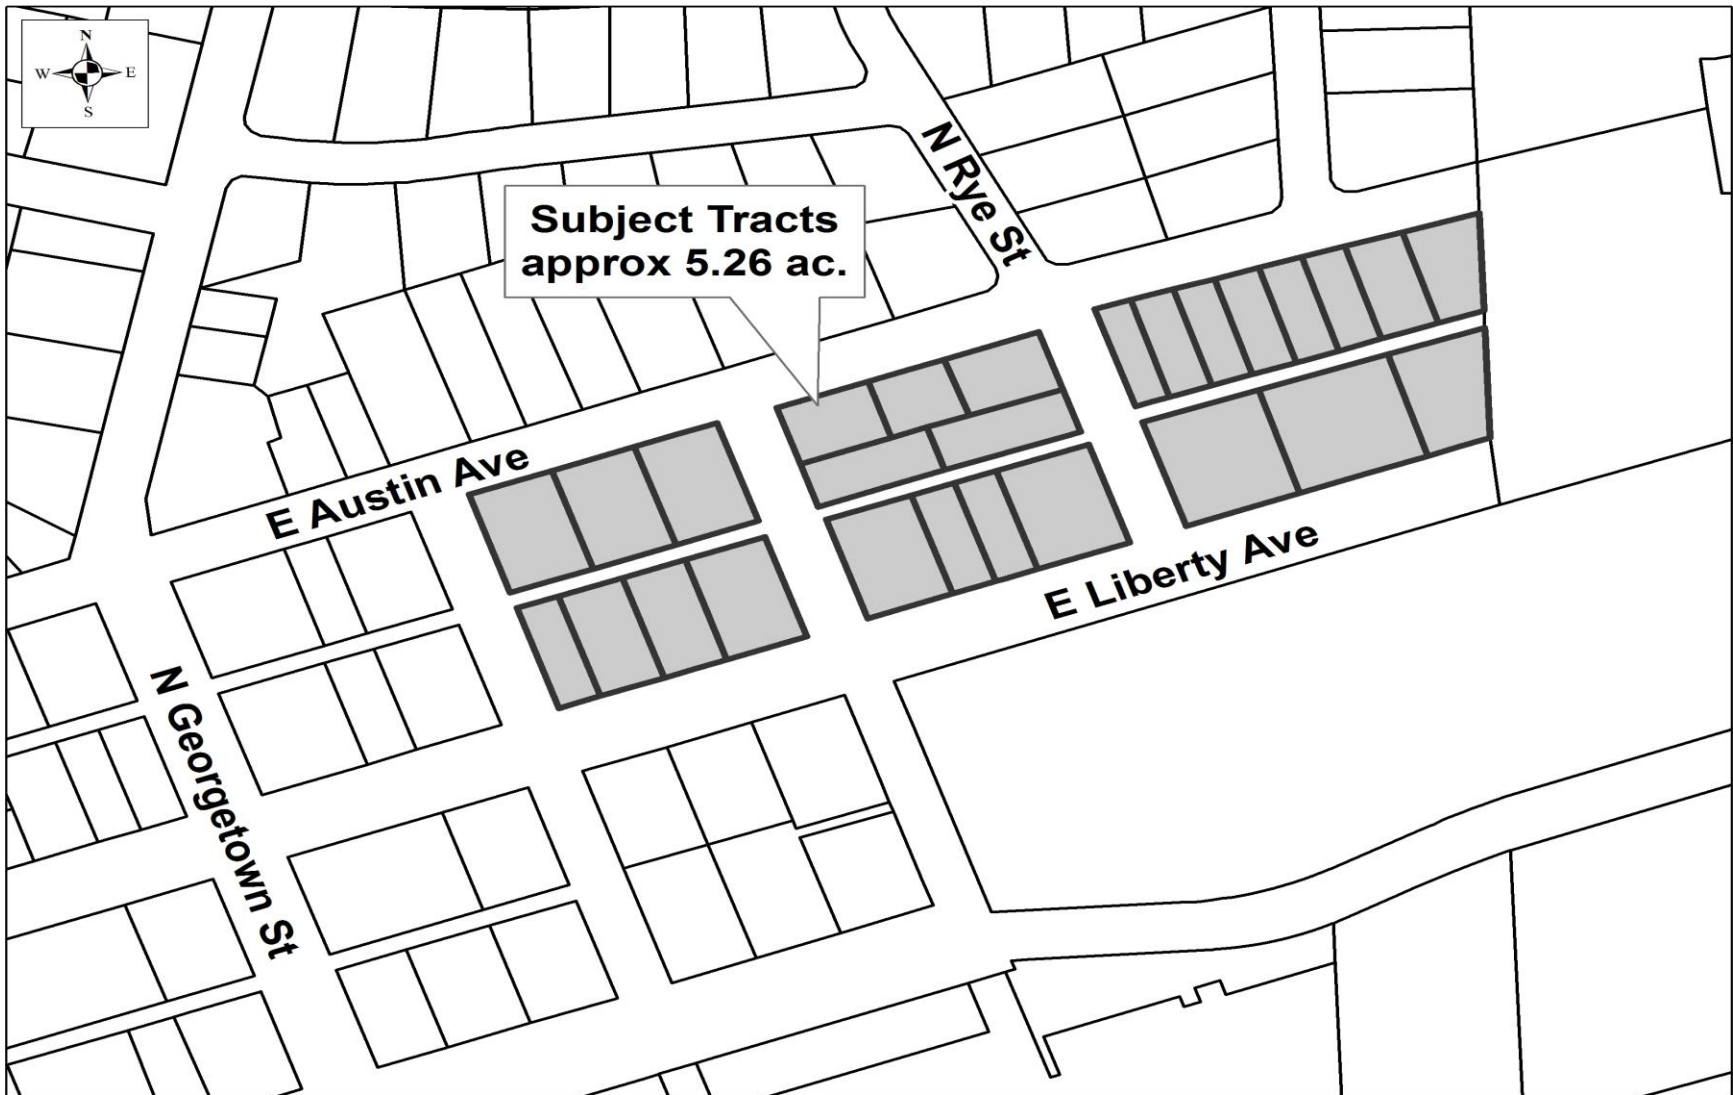 N
W E
S
N Rye St
Subject Tracts
approx 5.26 ac.
E Austin Ave
E Liberty Ave
N Georgetown St